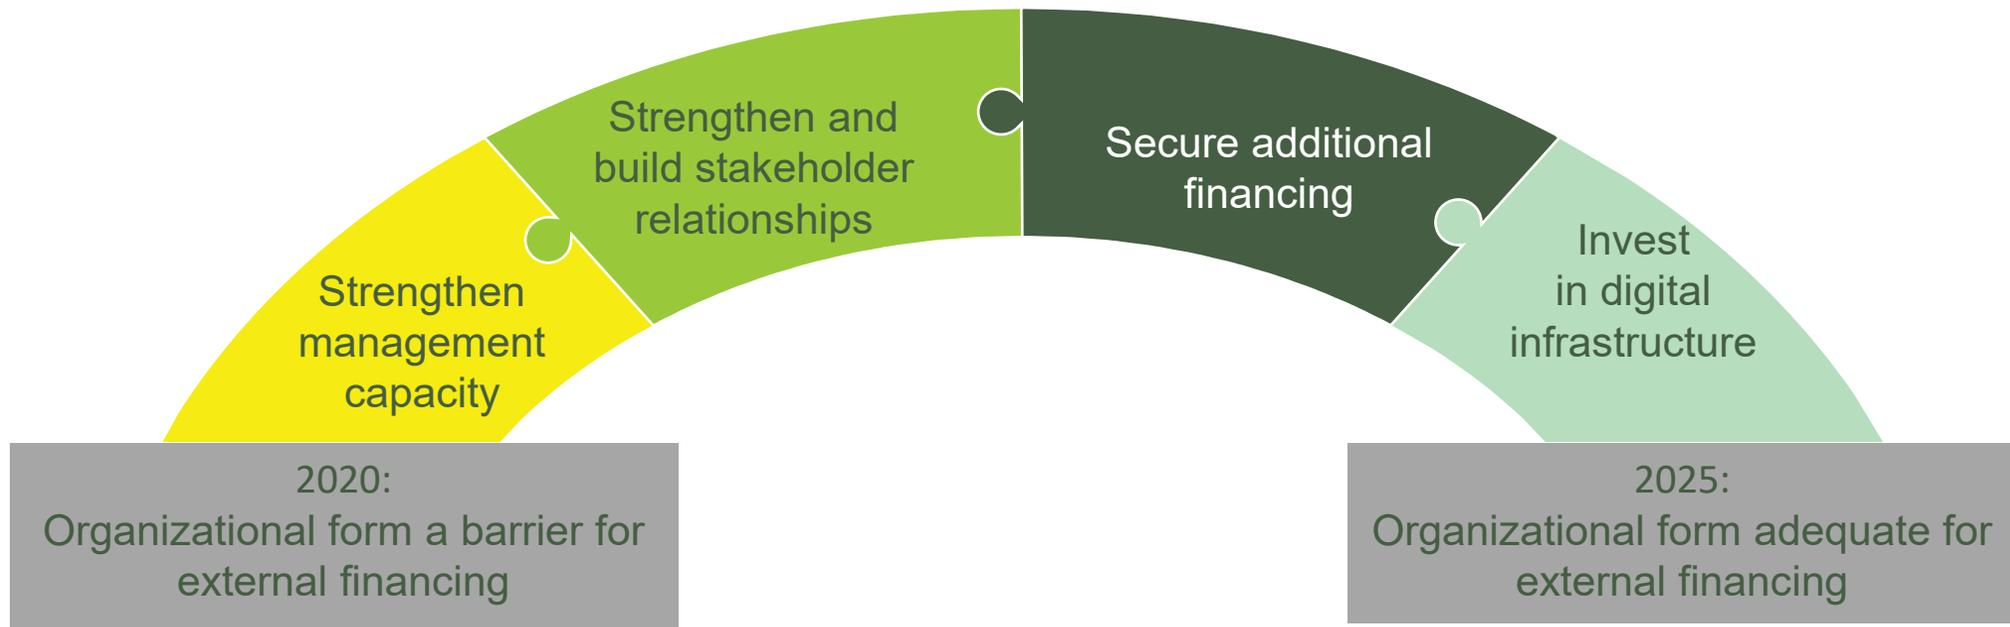 Strengthen
management
capacity
Strengthen and
build stakeholder
relationships
Secure additional
financing
Invest
in digital
infrastructure
2020:
Organizational form a barrier for
external financing
2025:
Organizational form adequate for
external financing